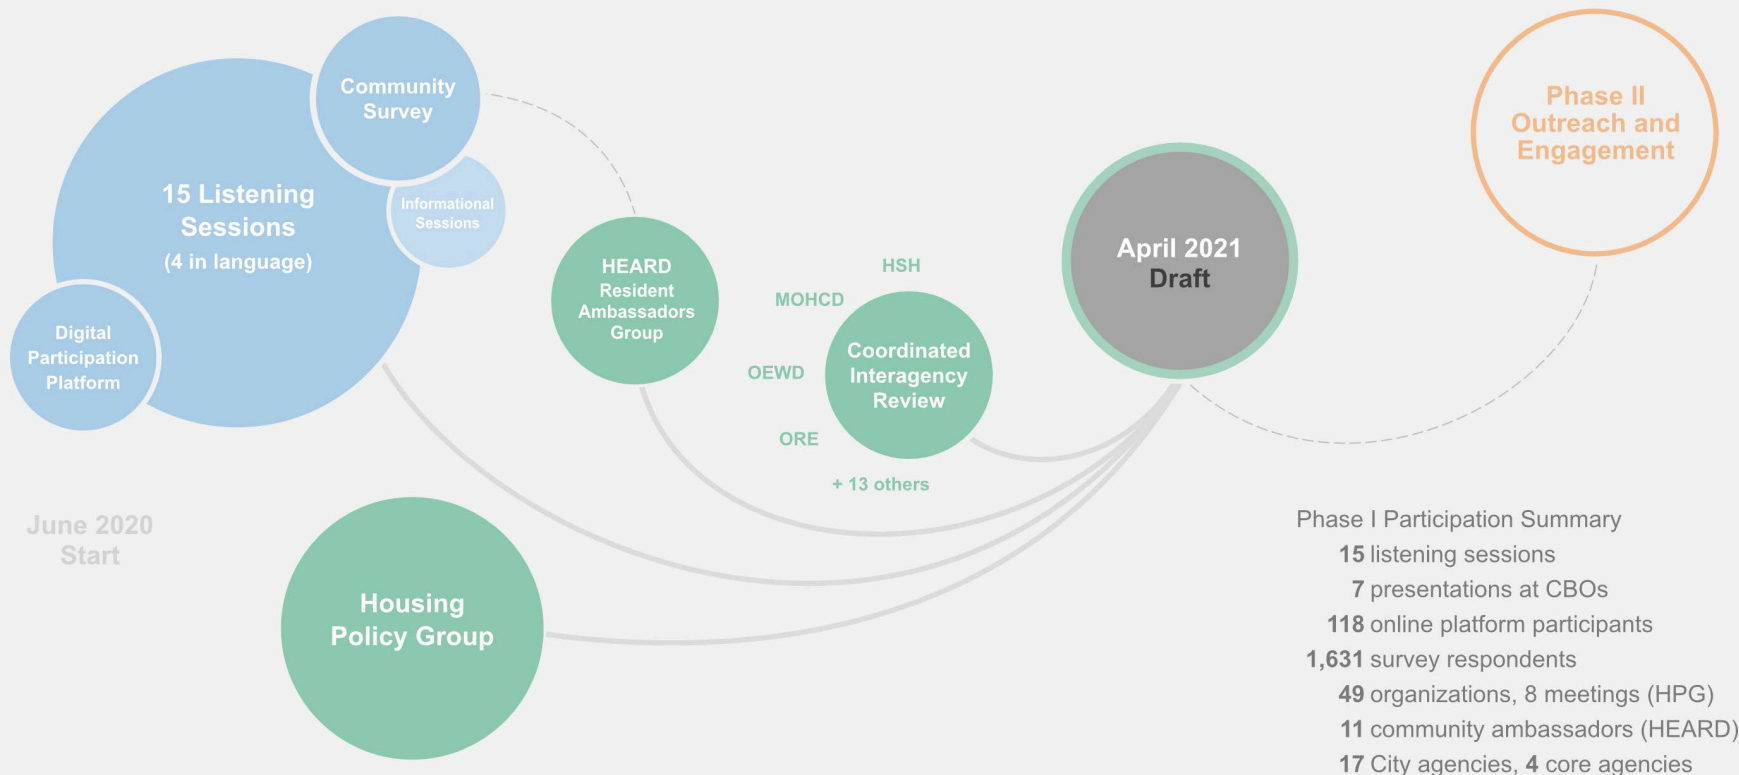 Community
Survey
15 Listening
Sessions
(4 in language)
Informational
Sessions
Digital
Participation
Platform
June 2020
Start
Housing
Policy Group
HEARD
Resident
Ambassadors
Group
HSH
MOHCD
OEWD
ORE
+ 13 others
Coordinated
Interagency
Review
April 2021
Draft
Phase II
Outreach and
Engagement
Phase I Participation Summary
15 listening sessions
7 presentations at CBOs
118 online platform participants
1,631 survey respondents
49 organizations, 8 meetings (HPG)
11 community ambassadors (HEARD)
17 City agencies, 4 core agencies